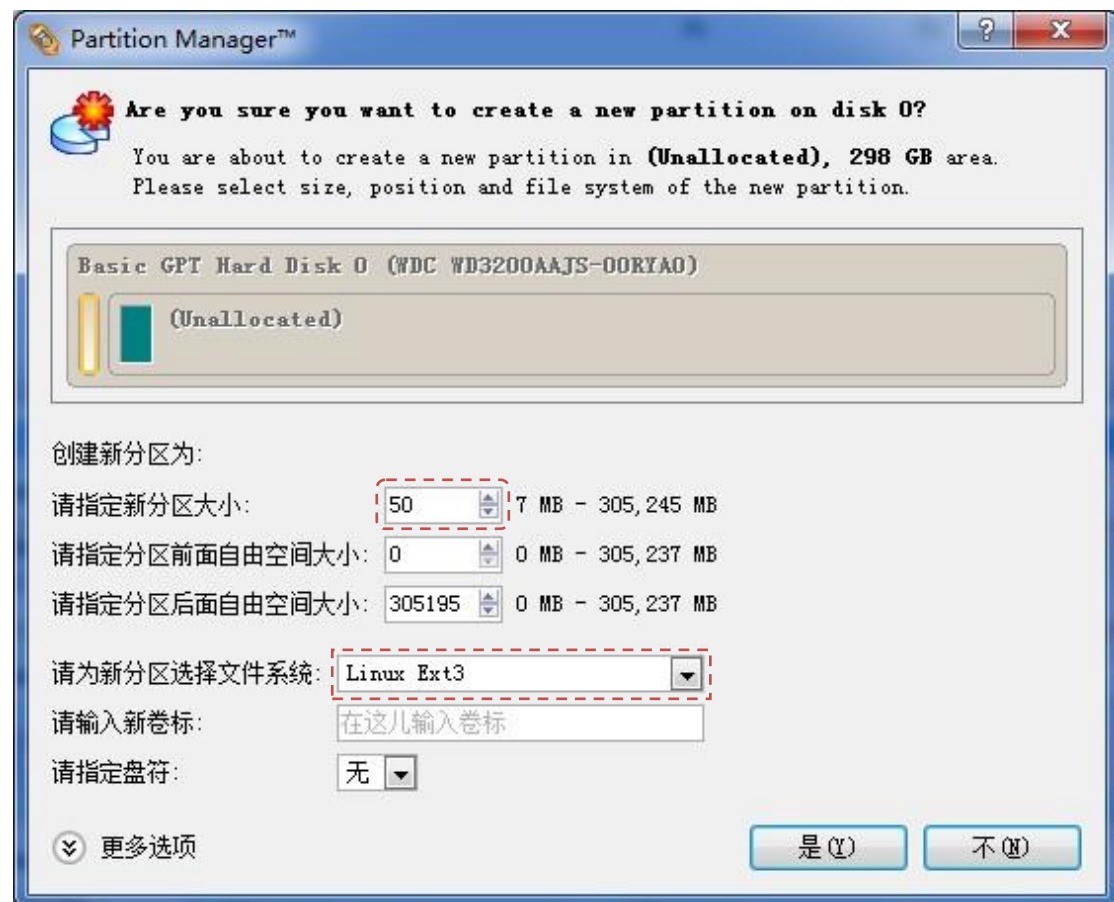 Partition Manager™
Are you sure you want to create a new partition on disk 0?
You are about to create a new partition in (Unallocated), 298 GB area.
Please select size, position and file system of the new partition.
Basic GPT Hard Disk 0 (WDC WD3200AAJS-00RYA0)
(Unallocated)
创建新分区为:
请指定新分区大小: 50 7 MB - 305,245 MB
请指定分区前面自由空间大小: 0 0 MB - 305,237 MB
请指定分区后面自由空间大小: 305195 0 MB - 305,237 MB
请为新分区选择文件系统: Linux Ext3
请输入新卷标: 在这儿输入卷标
请指定盘符: 无
更多选项 是(Y) 不(N)